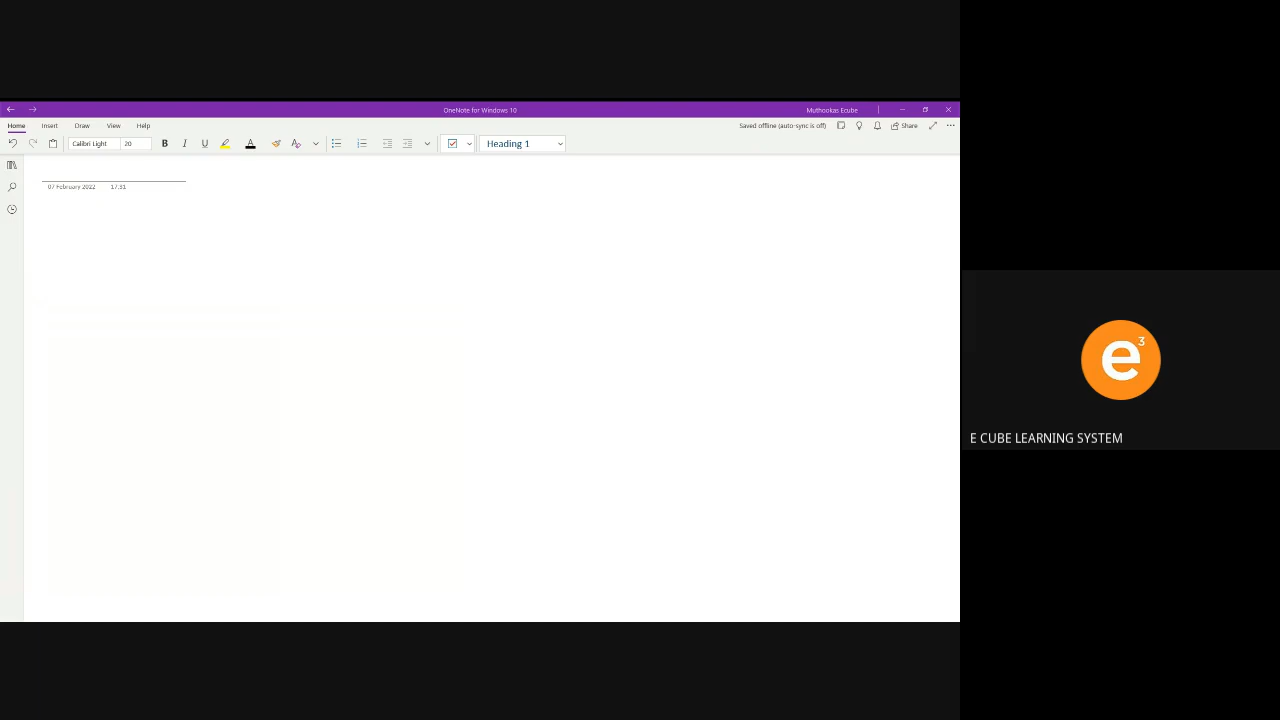 OneNote for Windows 10
Muthookas Ecube
Home Insert Draw View Help
Saved offline (auto-sync is off) Share
Calibri Light 20 B I U A A Heading 1
07 February 2022 17:31
e3
E CUBE LEARNING SYSTEM